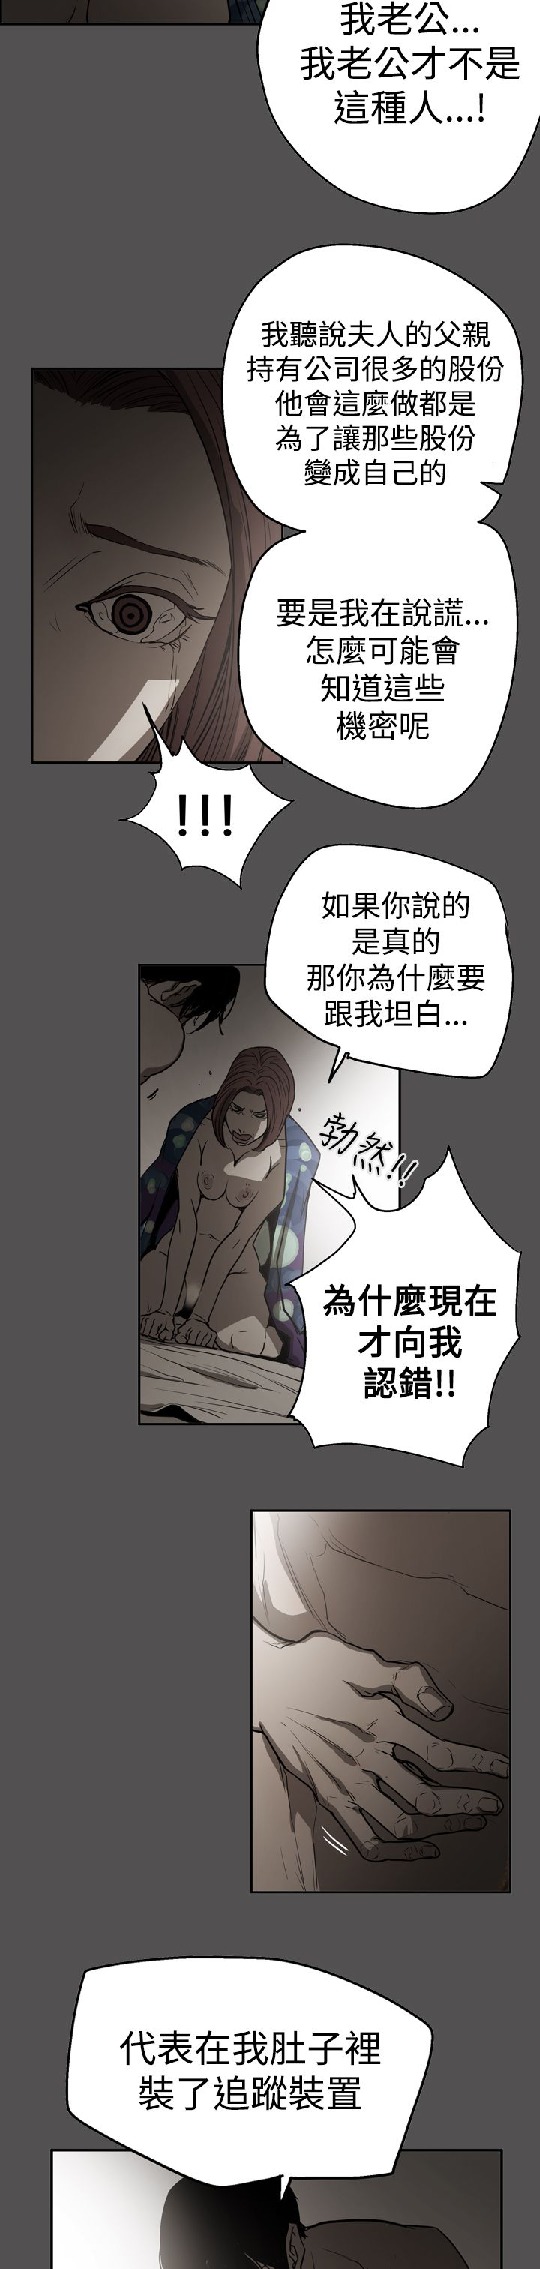 我老公...
我老公才不是
這種人...!
我聽說夫人的父親
持有公司很多的股份
他會這麼做都是
為了讓那些股份
變成自己的
要是我在說謊...
怎麼可能會
知道這些
機密呢
!!!
如果你說的
是真的
那你為什麼要
跟我坦白...
勃然!!
為什麼現在
才向我
認錯!!
代表在我肚子裡
裝了追蹤裝置